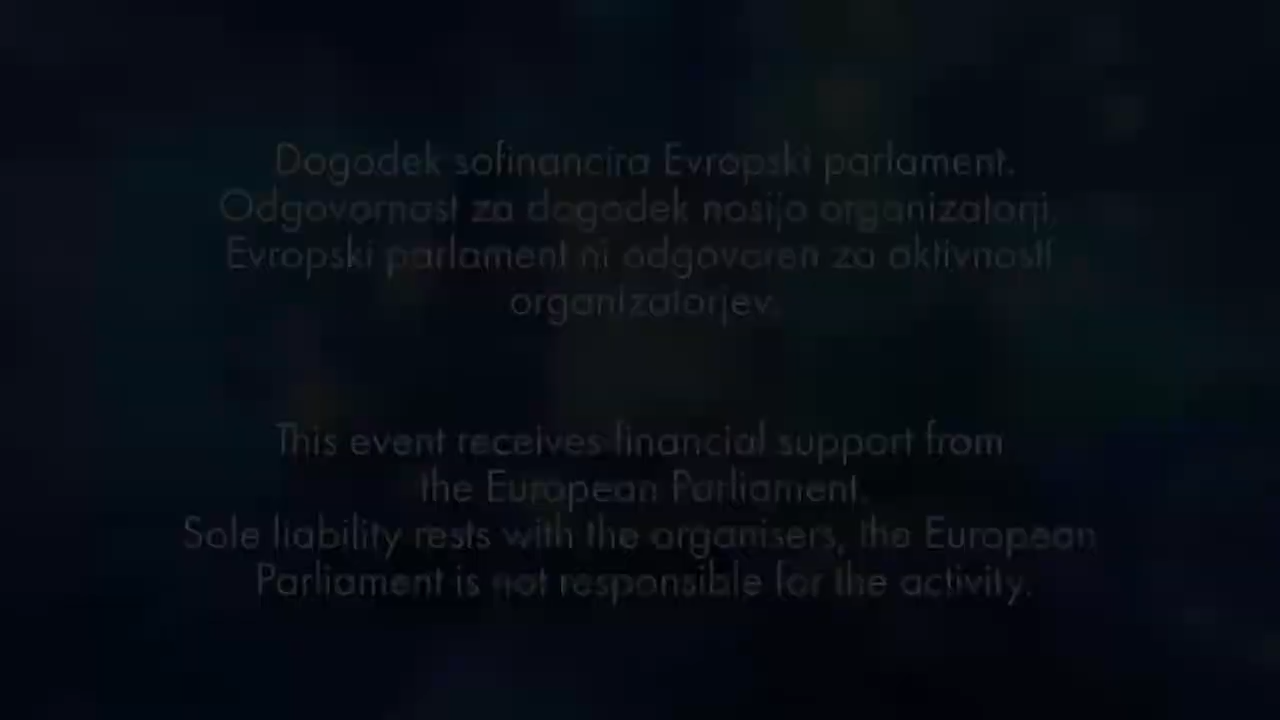 Dogodek sofinancira Evropski parlament.
Odgovornost za dogodek nosijo organizatorji,
Evropski parlament ni odgovoren za aktivnosti
organizatorjev.
This event receives financial support from
the European Parliament.
Sole liability rests with the organisers, the European
Parliament is not responsible for the activity.